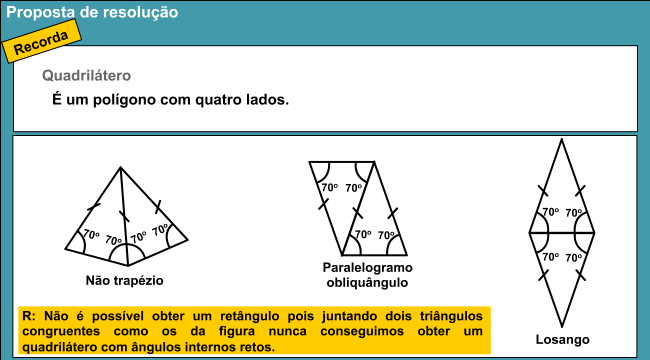 Proposta de resolução
Recorda
Quadrilátero
É um polígono com quatro lados.
70º 70º 70º 70º
Não trapézio
70º 70º
70º 70º
Paralelogramo
obliquângulo
70º 70º
70º 70º
Losango
R: Não é possível obter um retângulo pois juntando dois triângulos
congruentes como os da figura nunca conseguimos obter um
quadrilátero com ângulos internos retos.